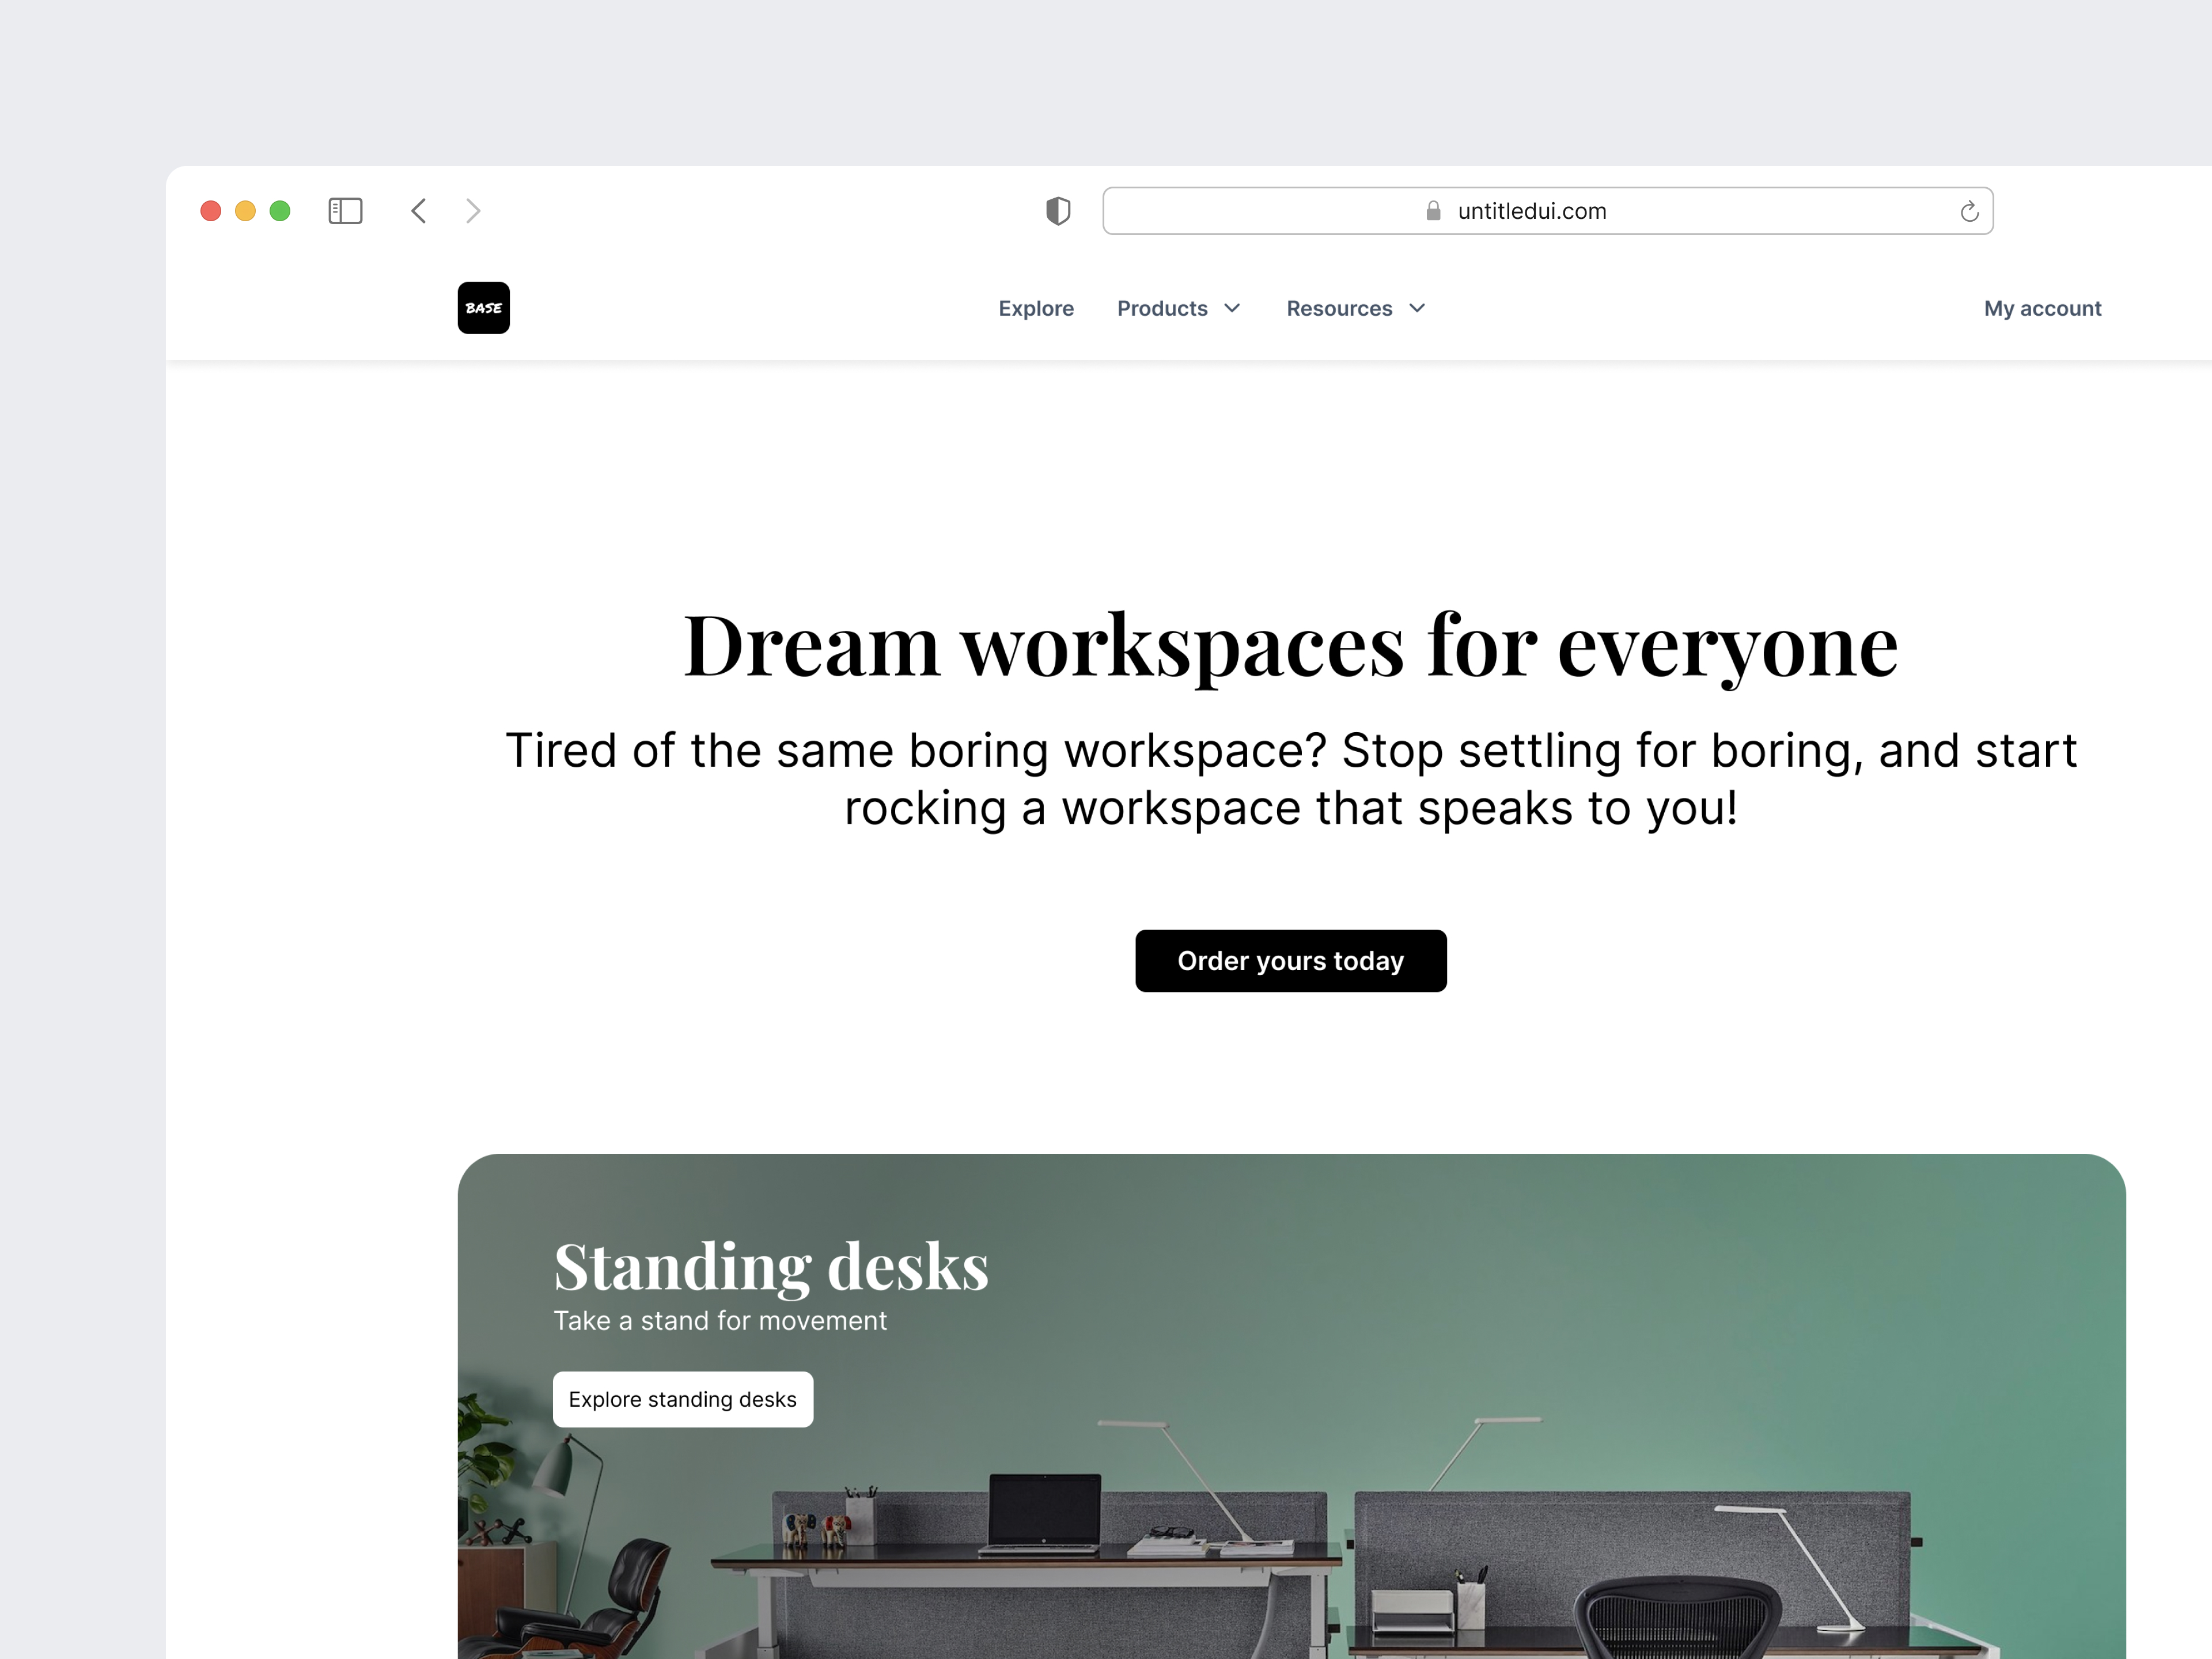 untitledui.com
BASE
Explore
Products
Resources
My account
Dream workspaces for everyone
Tired of the same boring workspace? Stop settling for boring, and start
rocking a workspace that speaks to you!
Order yours today
Standing desks
Take a stand for movement
Explore standing desks